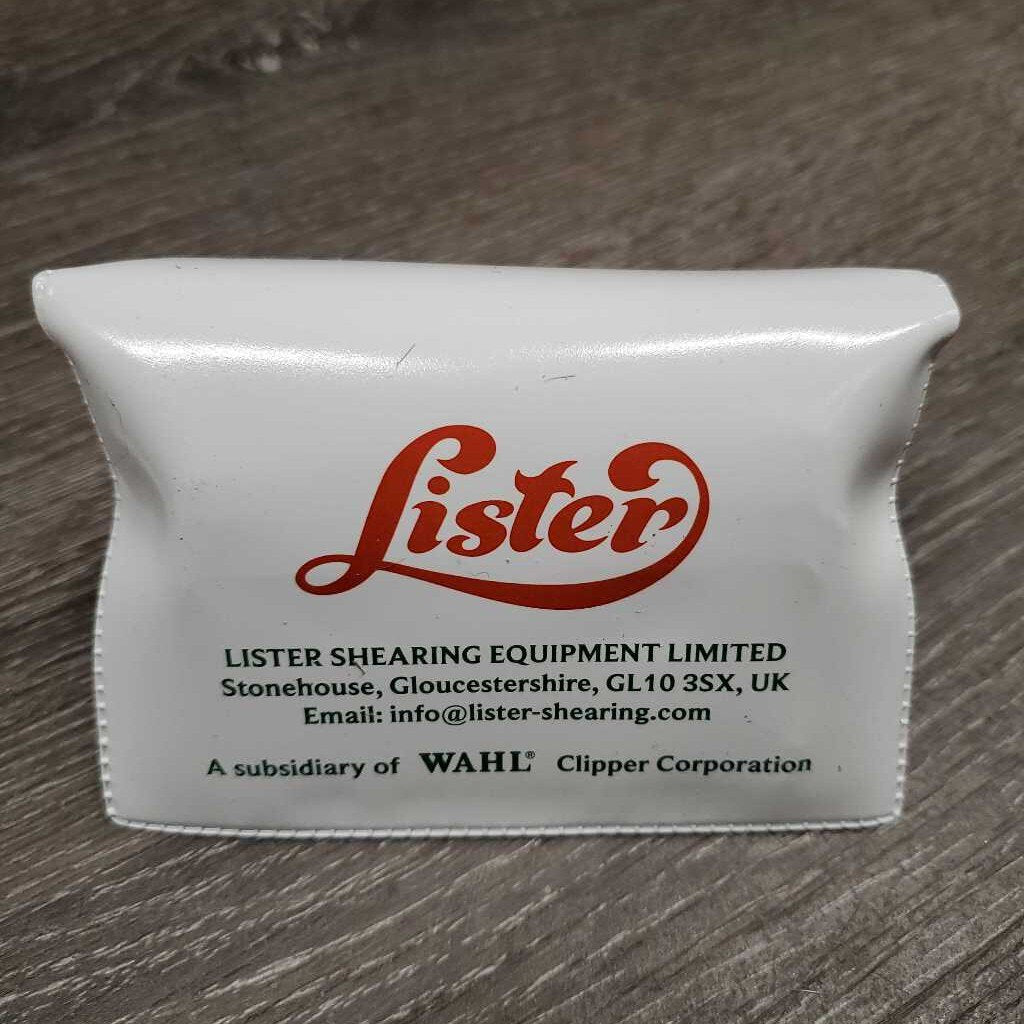 Lister
LISTER SHEARING EQUIPMENT LIMITED
Stonehouse, Gloucestershire, GL10 3SX, UK
Email: info@lister-shearing.com
A subsidiary of WAHL® Clipper Corporation